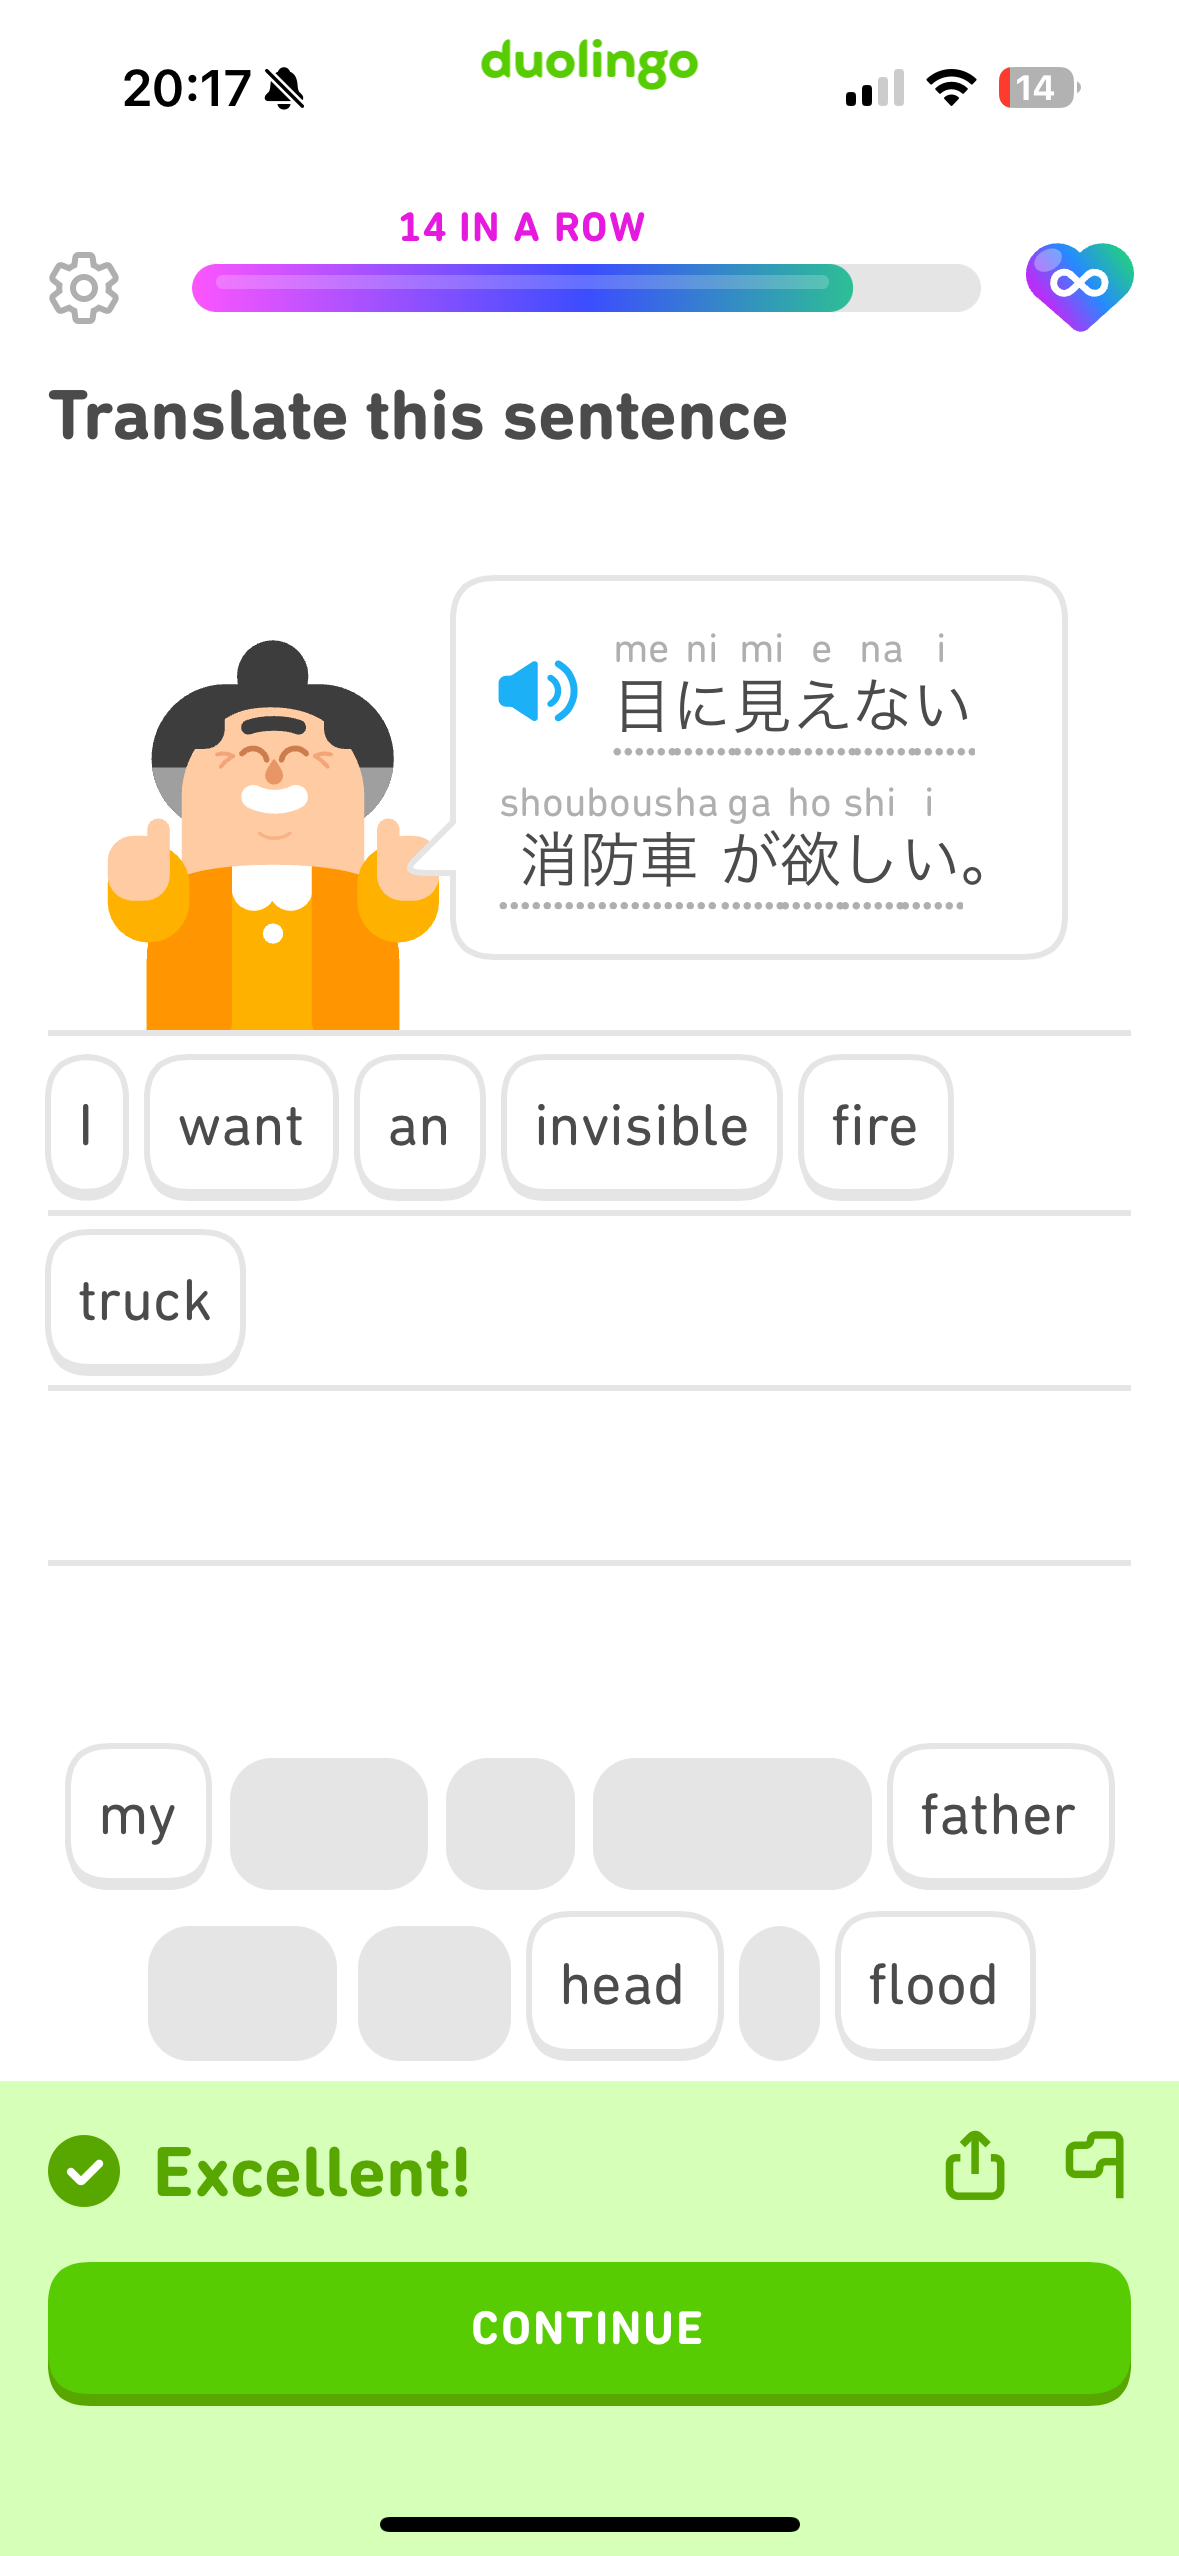 20:17
duolingo
14
14 IN A ROW
Translate this sentence
me ni mi e na i
目に見えない
shoubousha ga ho shi i
消防車 が欲しい。
I want an invisible fire
truck
my father
head flood
Excellent!
CONTINUE